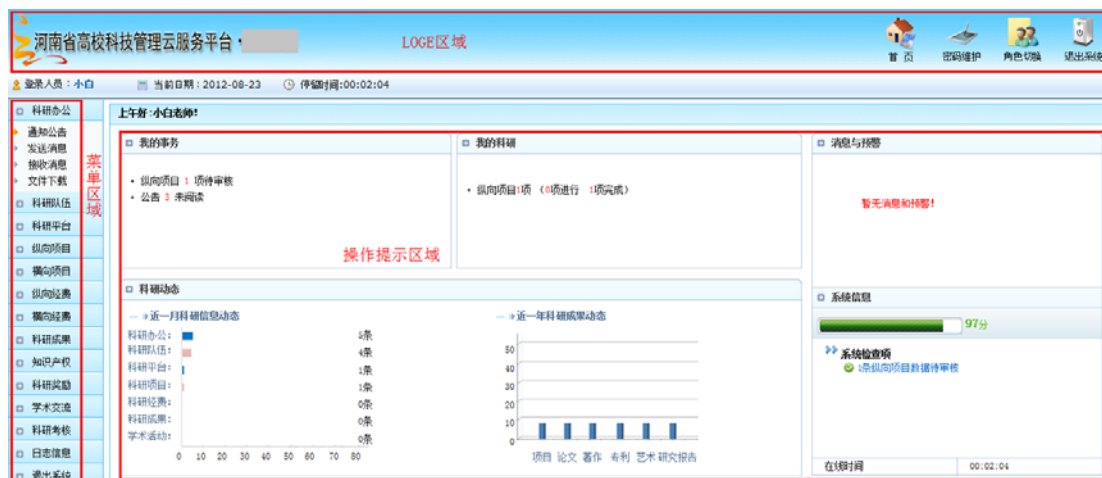 河南省高校科技管理云服务平台·
LOGE区域
首 页
密码维护
角色切换
退出系统
登录人员：小白
当前日期：2012-08-23
停留时间:00:02:04
科研办公
通知公告
发送消息
接收消息
文件下载
科研队伍
科研平台
纵向项目
横向项目
纵向经费
横向经费
科研成果
知识产权
科研奖励
学术交流
科研考核
日志信息
退出系统
菜单区域
上午好:小白老师!
我的事务
• 纵向项目 1 项待审核
• 公告 3 未阅读
操作提示区域
我的科研
• 纵向项目1项 （0项进行 1项完成）
消息与预警
暂无消息和预警!
科研动态
近一月科研信息动态
科研办公: 5条
科研队伍: 4条
科研平台: 1条
科研项目: 1条
科研经费: 0条
科研成果: 0条
学术活动: 0条
0 10 20 30 40 50 60 70 80
近一年科研成果动态
50
40
30
20
10
0
项目 论文 著作 专利 艺术 研究报告
系统信息
97分
系统检查项
1条纵向项目数据待审核
在线时间 00:02:04